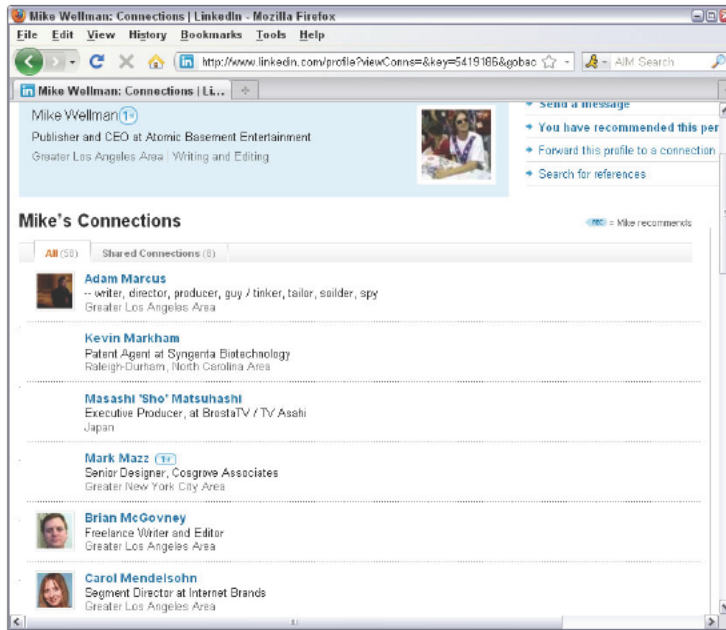 Mike Wellman: Connections | LinkedIn - Mozilla Firefox
File Edit View History Bookmarks Tools Help
http://www.linkedin.com/profile?viewConns=&key=5419186&gobac
AIM Search
Mike Wellman: Connections | Li...
Mike Wellman 1st
Publisher and CEO at Atomic Basement Entertainment
Greater Los Angeles Area | Writing and Editing
Send a message
You have recommended this per
Forward this profile to a connection
Search for references
Mike's Connections
REC = Mike recommends
All (58) Shared Connections (8)
Adam Marcus
-- writer, director, producer, guy / tinker, tailor, soilder, spy
Greater Los Angeles Area
Kevin Markham
Patent Agent at Syngenta Biotechnology
Raleigh-Durham, North Carolina Area
Masashi 'Sho' Matsuhashi
Executive Producer, at BrostaTV / TV Asahi
Japan
Mark Mazz 1st
Senior Designer, Cosgrove Associates
Greater New York City Area
Brian McGovney
Freelance Writer and Editor
Greater Los Angeles Area
Carol Mendelsohn
Segment Director at Internet Brands
Greater Los Angeles Area